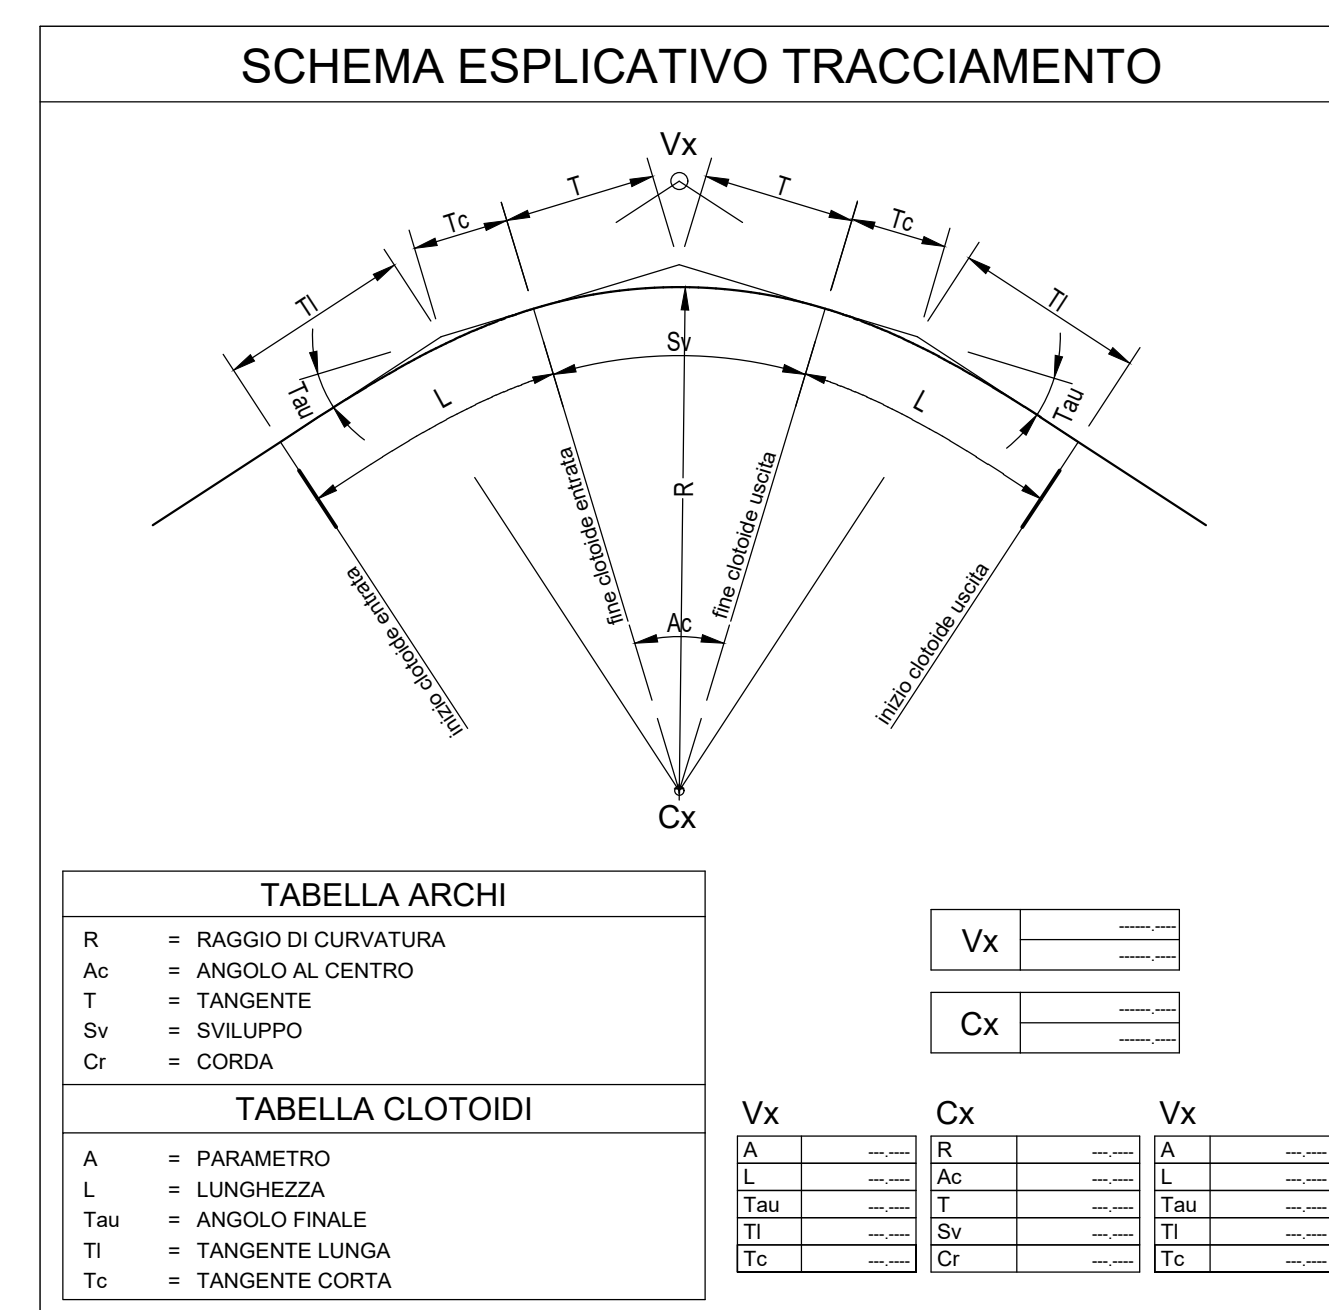 SCHEMA ESPLICATIVO TRACCIAMENTO
Vx
T
T
Tc
Tc
Tl
Tl
Sv
Tau
Tau
L
L
R
fine clotoide entrata
fine clotoide uscita
inizio clotoide entrata
inizio clotoide uscita
Ac
Cx
TABELLA ARCHI
R = RAGGIO DI CURVATURA
Ac = ANGOLO AL CENTRO
T = TANGENTE
Sv = SVILUPPO
Cr = CORDA
TABELLA CLOTOIDI
A = PARAMETRO
L = LUNGHEZZA
Tau = ANGOLO FINALE
Tl = TANGENTE LUNGA
Tc = TANGENTE CORTA
Vx ------.----
------.----
Cx ------.----
------.----
Vx Cx Vx
A ---.---- R ---.---- A ---.----
L ---.---- Ac ---.---- L ---.----
Tau ---.---- T ---.---- Tau ---.----
Tl ---.---- Sv ---.---- Tl ---.----
Tc ---.---- Cr ---.---- Tc ---.----